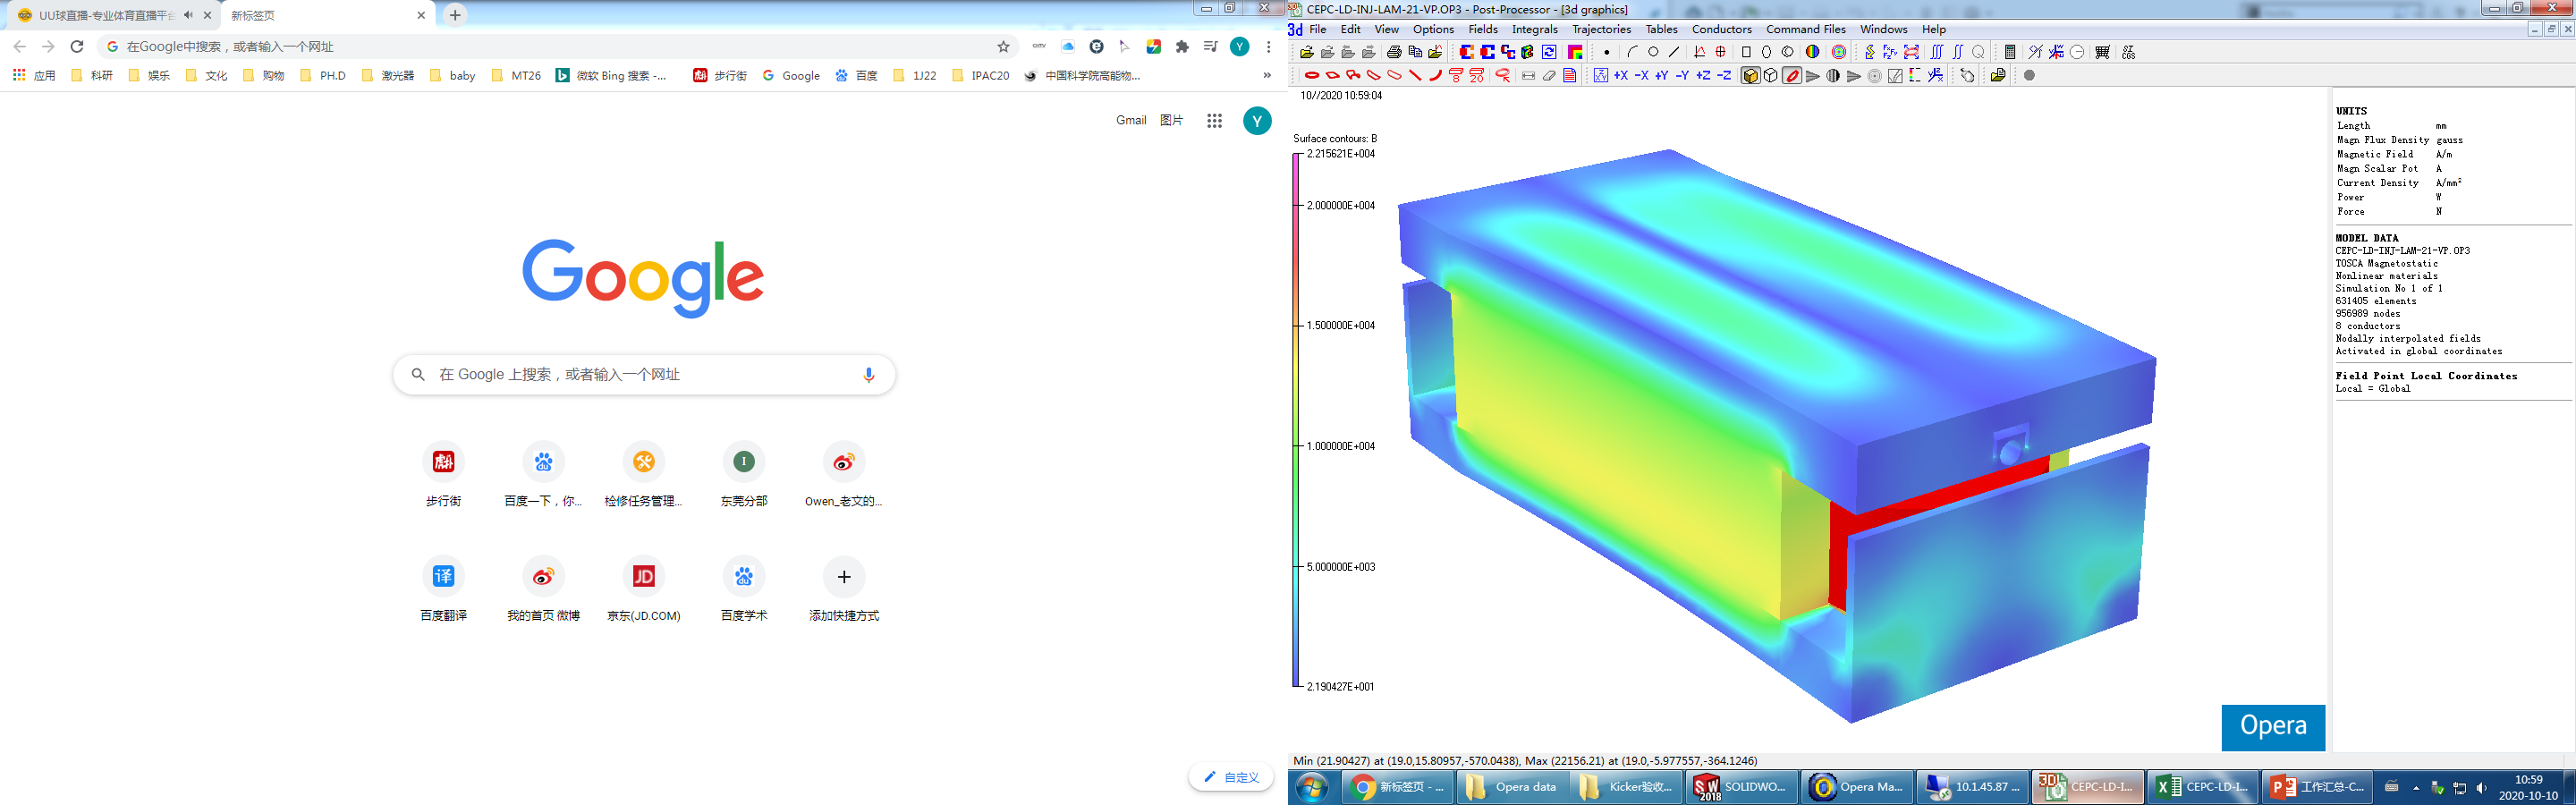 UU球直播-专业体育直播平台
新标签页
在Google中搜索，或者输入一个网址
应用
科研
娱乐
文化
购物
PH.D
激光器
baby
MT26
微软 Bing 搜索 -...
步行街
Google
百度
1J22
IPAC20
中国科学院高能物...
»
Gmail
图片
Y
Google
在 Google 上搜索，或者输入一个网址
步行街
百度一下，你...
检修任务管理...
东莞分部
Owen_老文的...
百度翻译
我的首页 微博
京东(JD.COM)
百度学术
添加快捷方式
自定义
CEPC-LD-INJ-LAM-21-VP.OP3 - Post-Processor - [3d graphics]
3d File Edit View Options Fields Integrals Trajectories Tables Conductors Command Files Windows Help
+X -X +Y -Y +Z -Z
10//2020 10:59:04
Surface contours: B
2.215621E+004
2.000000E+004
1.500000E+004
1.000000E+004
5.000000E+003
2.190427E+001
UNITS
Length mm
Magn Flux Density gauss
Magnetic Field A/m
Magn Scalar Pot A
Current Density A/mm²
Power W
Force N
MODEL DATA
CEPC-LD-INJ-LAM-21-VP.OP3
TOSCA Magnetostatic
Nonlinear materials
Simulation No 1 of 1
631405 elements
956989 nodes
8 conductors
Nodally interpolated fields
Activated in global coordinates
Field Point Local Coordinates
Local = Global
Opera
Min (21.90427) at (19.0,15.80957,-570.0438), Max (22156.21) at (19.0,-5.977557,-364.1246)
新标签页 - ...
Opera data
Kicker验收...
SOLIDWO...
Opera Ma...
10.1.45.87 ...
CEPC-LD-I...
CEPC-LD-I...
工作汇总-C...
10:59
2020-10-10